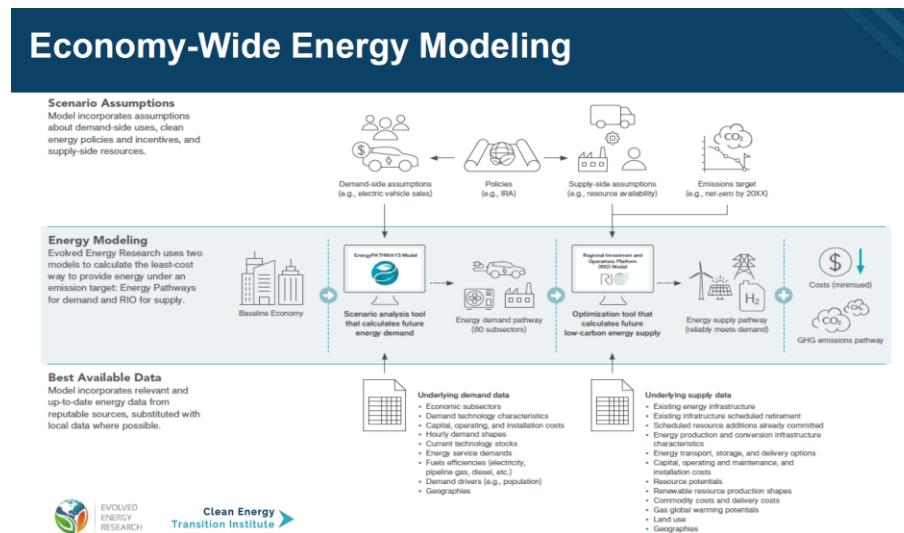 Economy-Wide Energy Modeling
Scenario Assumptions
Model incorporates assumptions
about demand-side uses, clean
energy policies and incentives, and
supply-side resources.
$
CO₂
Demand-side assumptions
(e.g., electric vehicle sales)
Policies
(e.g., IRA)
Supply-side assumptions
(e.g., resource availability)
Emissions target
(e.g., net-zero by 20XX)
Energy Modeling
Evolved Energy Research uses two
models to calculate the least-cost
way to provide energy under an
emission target: Energy Pathways
for demand and RIO for supply.
Baseline Economy
EnergyPATHWAYS Model
Scenario analysis tool
that calculates future
energy demand
Energy demand pathway
(80 subsectors)
Regional Investment and
Operations Platform
(RIO) Model
RIO
Optimization tool that
calculates future
low-carbon energy supply
H₂
Energy supply pathway
(reliably meets demand)
$
Costs (minimized)
CO₂
CH₄
GHG emissions pathway
Best Available Data
Model incorporates relevant and
up-to-date energy data from
reputable sources, substituted with
local data where possible.
Underlying demand data
• Economic subsectors
• Demand technology characteristics
• Capital, operating, and installation costs
• Hourly demand shapes
• Current technology stocks
• Energy service demands
• Fuels efficiencies (electricity,
pipeline gas, diesel, etc.)
• Demand drivers (e.g., population)
• Geographies
Underlying supply data
• Existing energy infrastructure
• Existing infratructure scheduled retirement
• Scheduled resource additions already committed
• Energy production and conversion infrastructure
characteristics
• Energy transport, storage, and delivery options
• Capital, operating and maintenance, and
installation costs
• Resource potentials
• Renewable resource production shapes
• Commodity costs and delivery costs
• Gas global warming potentials
• Land use
• Geographies
EVOLVED
ENERGY
RESEARCH
Clean Energy
Transition Institute